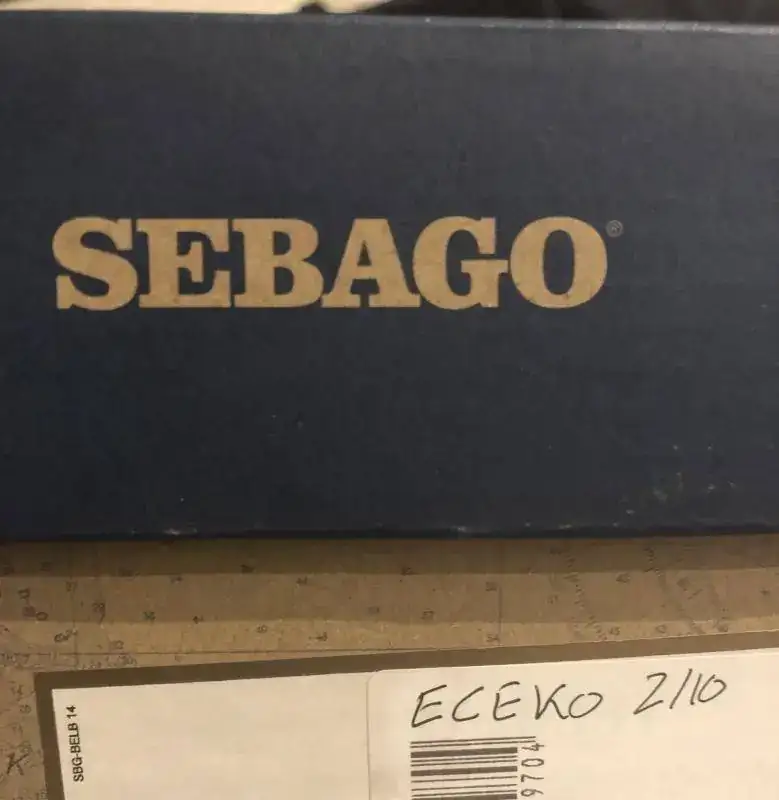 SEBAGO®
ECEKO 2/10
SBG-BELB 14
9704